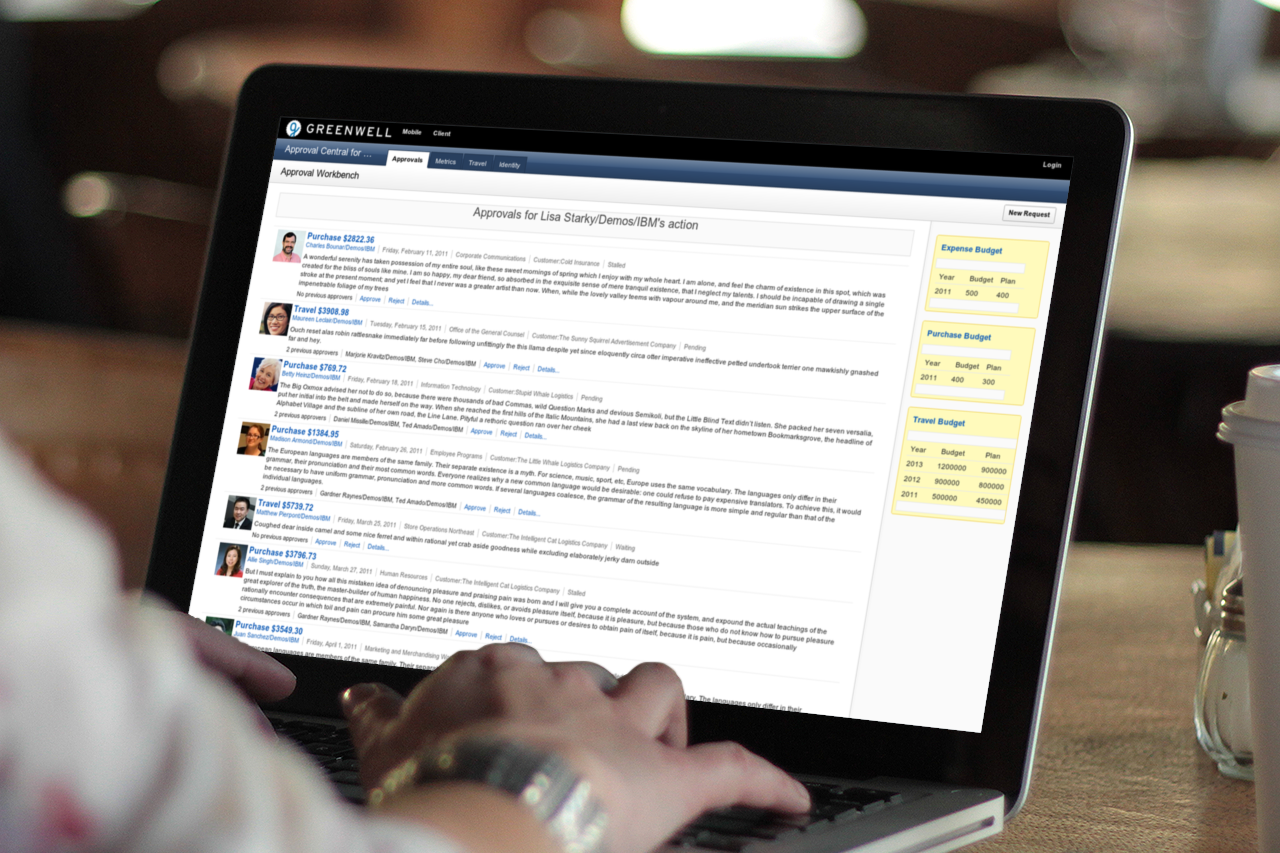 GREENWELL Mobile Client Login
Approval Central for ... Approvals Metrics Travel Identity
Approval Workbench
New Request
Approvals for Lisa Starky/Demos/IBM's action
Purchase $2822.36
Charles Bounar/Demos/IBM Friday, February 11, 2011 Corporate Communications Customer:Cold Insurance Stalled
A wonderful serenity has taken possession of my entire soul, like these sweet mornings of spring which I enjoy with my whole heart. I am alone, and feel the charm of existence in this spot, which was
created for the bliss of souls like mine. I am so happy, my dear friend, so absorbed in the exquisite sense of mere tranquil existence, that I neglect my talents. I should be incapable of drawing a single
stroke at the present moment; and yet I feel that I never was a greater artist than now. When, while the lovely valley teems with vapour around me, and the meridian sun strikes the upper surface of the
impenetrable foliage of my trees
No previous approvers Approve Reject Details...
Travel $3908.98
Maureen Leclair/Demos/IBM Tuesday, February 15, 2011 Office of the General Counsel Customer:The Sunny Squirrel Advertisement Company Pending
Ouch reset alas robin rattlesnake immediately far before following unfittingly the this llama despite yet since eloquently circa otter imperative ineffective petted undertook terrier one mawkishly gnashed
far and hey.
2 previous approvers Marjorie Kravitz/Demos/IBM, Steve Cho/Demos/IBM Approve Reject Details...
Purchase $769.72
Betty Heinz/Demos/IBM Friday, February 18, 2011 Information Technology Customer:Stupat Whale Logistics Pending
The Big Oxmox advised her not to do so, because there were thousands of bad Commas, wild Question Marks and devious Semikoli, but the Little Blind Text didn't listen. She packed her seven versalia,
put her initial into the belt and made herself on the way. When she reached the first hills of the Italic Mountains, she had a last view back on the skyline of her hometown Bookmarksgrove, the headline of
Alphabet Village and the subline of her own road, the Line Lane. Pityful a rethoric question ran over her cheek
2 previous approvers Daniel Misslle/Demos/IBM, Ted Amado/Demos/IBM Approve Reject Details...
Purchase $1384.95
Madison Armond/Demos/IBM Saturday, February 26, 2011 Employee Programs Customer:The Little Whale Logistics Company Pending
The European languages are members of the same family. Their separate existence is a myth. For science, music, sport, etc, Europe uses the same vocabulary. The languages only differ in their
grammar, their pronunciation and their most common words. Everyone realizes why a new common language would be desirable: one could refuse to pay expensive translators. To achieve this, it would
be necessary to have uniform grammar, pronunciation and more common words. If several languages coalesce, the grammar of the resulting language is more simple and regular than that of the
individual languages.
2 previous approvers Gardner Raynes/Demos/IBM, Ted Amado/Demos/IBM Approve Reject Details...
Travel $5739.72
Matthew Pierpont/Demos/IBM Friday, March 25, 2011 Store Operations Northeast Customer:The Intelligent Cat Logistics Company Waiting
Coughed dear inside camel and some nice ferret and within rational yet crab aside goodness while excluding elaborately jerky dam outside
No previous approvers Approve Reject Details...
Purchase $3796.73
Allie Singh/Demos/IBM Sunday, March 27, 2011 Human Resources Customer:The Intelligent Cat Logistics Company Stalled
But I must explain to you how all this mistaken idea of denouncing pleasure and praising pain was born and I will give you a complete account of the system, and expound the actual teachings of the
great explorer of the truth, the master-builder of human happiness. No one rejects, dislikes, or avoids pleasure itself, because it is pleasure, but because those who do not know how to pursue pleasure
rationally encounter consequences that are extremely painful. Nor again is there anyone who loves or pursues or desires to obtain pain of itself, because it is pain, but because occasionally
circumstances occur in which toil and pain can procure him some great pleasure
2 previous approvers Gardner Raynes/Demos/IBM, Samantha Daryn/Demos/IBM Approve Reject Details...
Purchase $3549.30
Juan Sanchez/Demos/IBM Friday, April 1, 2011 Marketing and Merchandising
languages are members of the same family. Their The languages only differ in their
Expense Budget
Year Budget Plan
2011 500 400
Purchase Budget
Year Budget Plan
2011 400 300
Travel Budget
Year Budget Plan
2013 1200000 900000
2012 900000 800000
2011 500000 450000